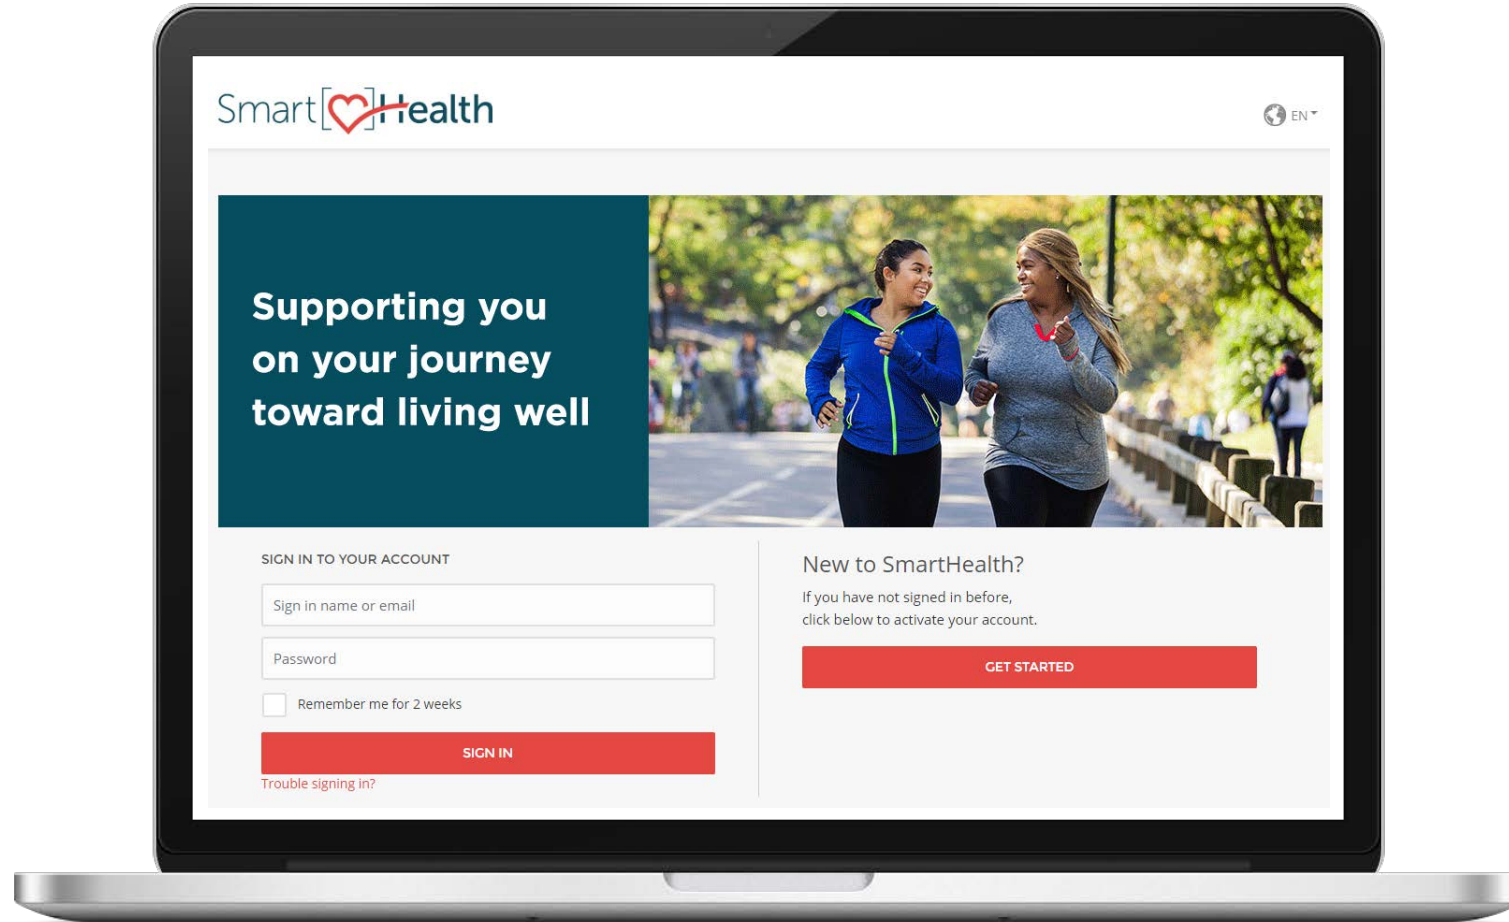 Smart[]Health
EN
Supporting you
on your journey
toward living well
SIGN IN TO YOUR ACCOUNT
Sign in name or email
Password
Remember me for 2 weeks
SIGN IN
Trouble signing in?
New to SmartHealth?
If you have not signed in before,
click below to activate your account.
GET STARTED